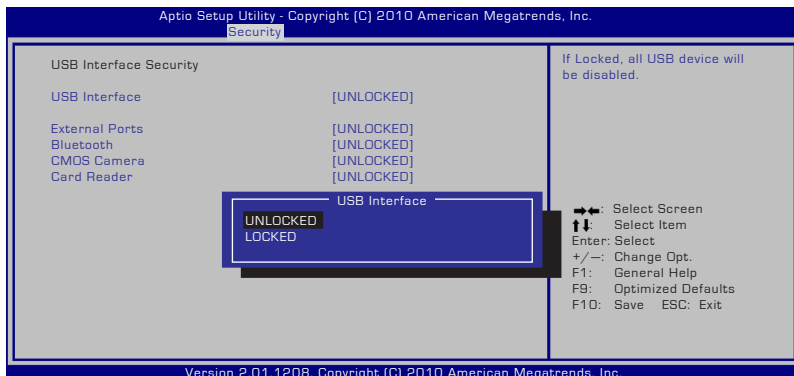 Aptio Setup Utility - Copyright (C) 2010 American Megatrends, Inc.
Security
USB Interface Security
USB Interface [UNLOCKED]
External Ports [UNLOCKED]
Bluetooth [UNLOCKED]
CMOS Camera [UNLOCKED]
Card Reader [UNLOCKED]
USB Interface
UNLOCKED
LOCKED
If Locked, all USB device will
be disabled.
→←: Select Screen
↑↓: Select Item
Enter: Select
+/—: Change Opt.
F1: General Help
F9: Optimized Defaults
F10: Save ESC: Exit
Version 2.01.1208. Copyright (C) 2010 American Megatrends, Inc.